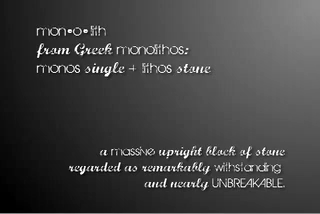 mon•o•lith
from Greek monolithos:
monos single + lithos stone
a massive upright block of stone
regarded as remarkably withstanding
and nearly UNBREAKABLE.